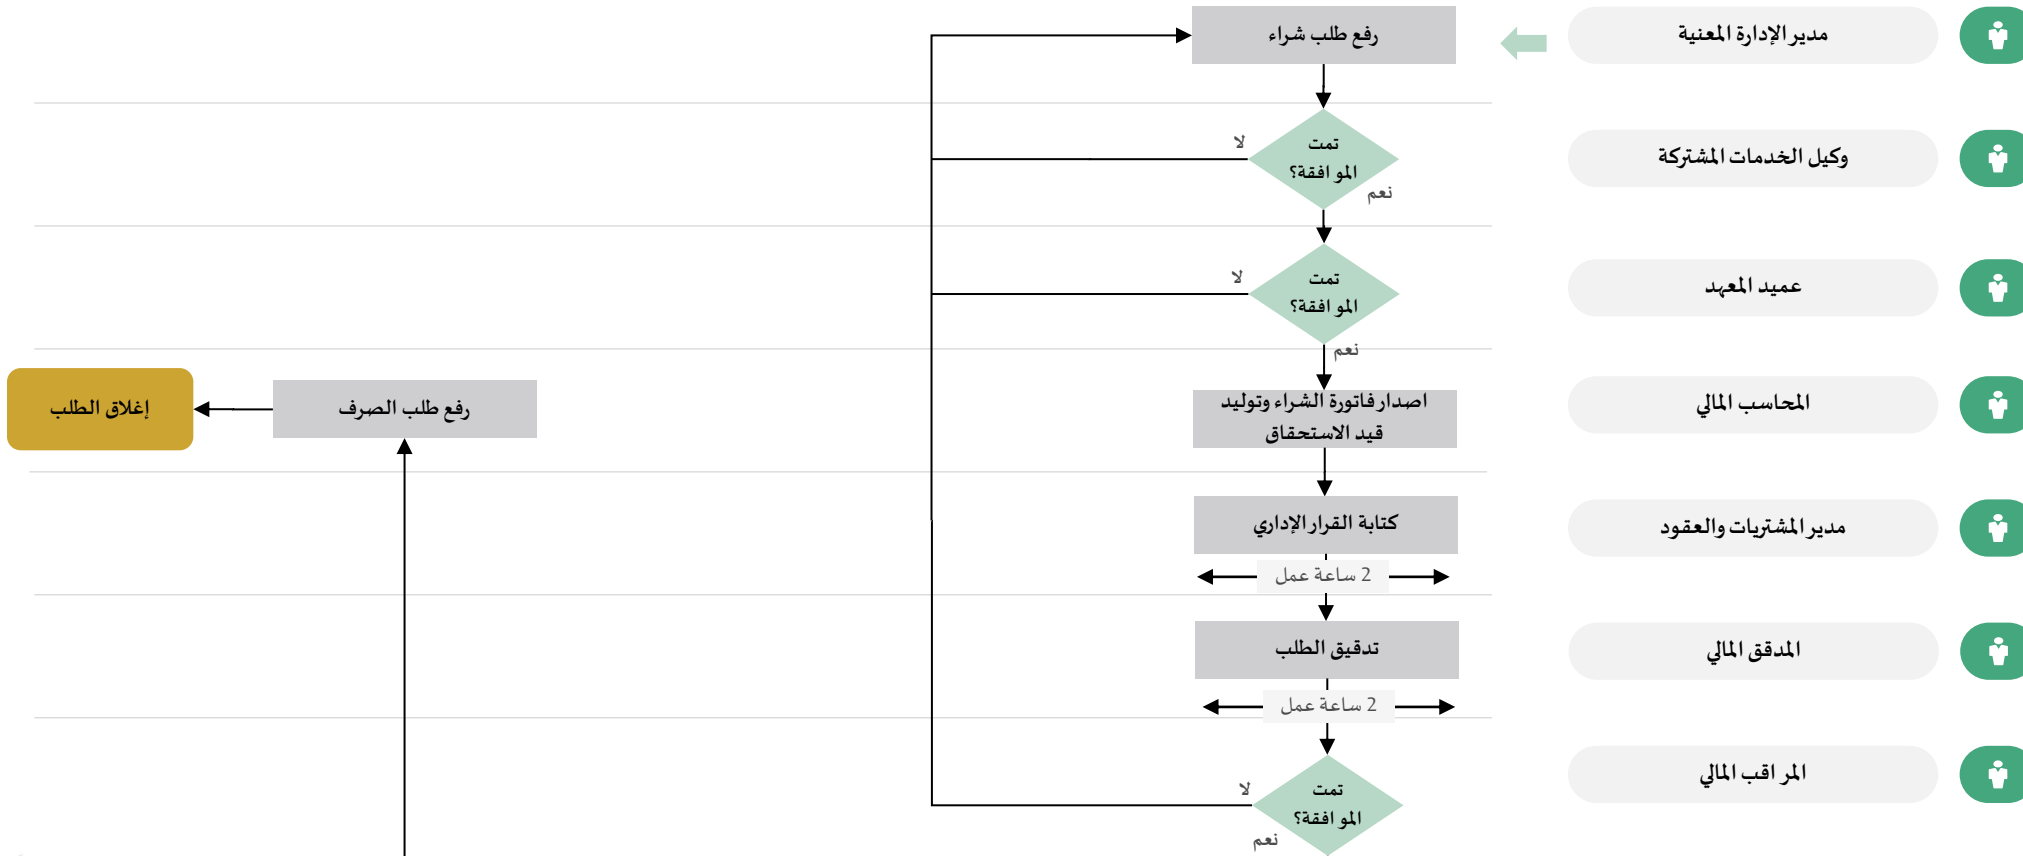 مدير الإدارة المعنية
رفع طلب شراء
وكيل الخدمات المشتركة
تمت
الموافقة؟
لا
نعم
عميد المعهد
تمت
الموافقة؟
لا
نعم
المحاسب المالي
اصدار فاتورة الشراء وتوليد
قيد الاستحقاق
رفع طلب الصرف
إغلاق الطلب
مدير المشتريات والعقود
كتابة القرار الإداري
2 ساعة عمل
المدقق المالي
تدقيق الطلب
2 ساعة عمل
المراقب المالي
تمت
الموافقة؟
لا
نعم